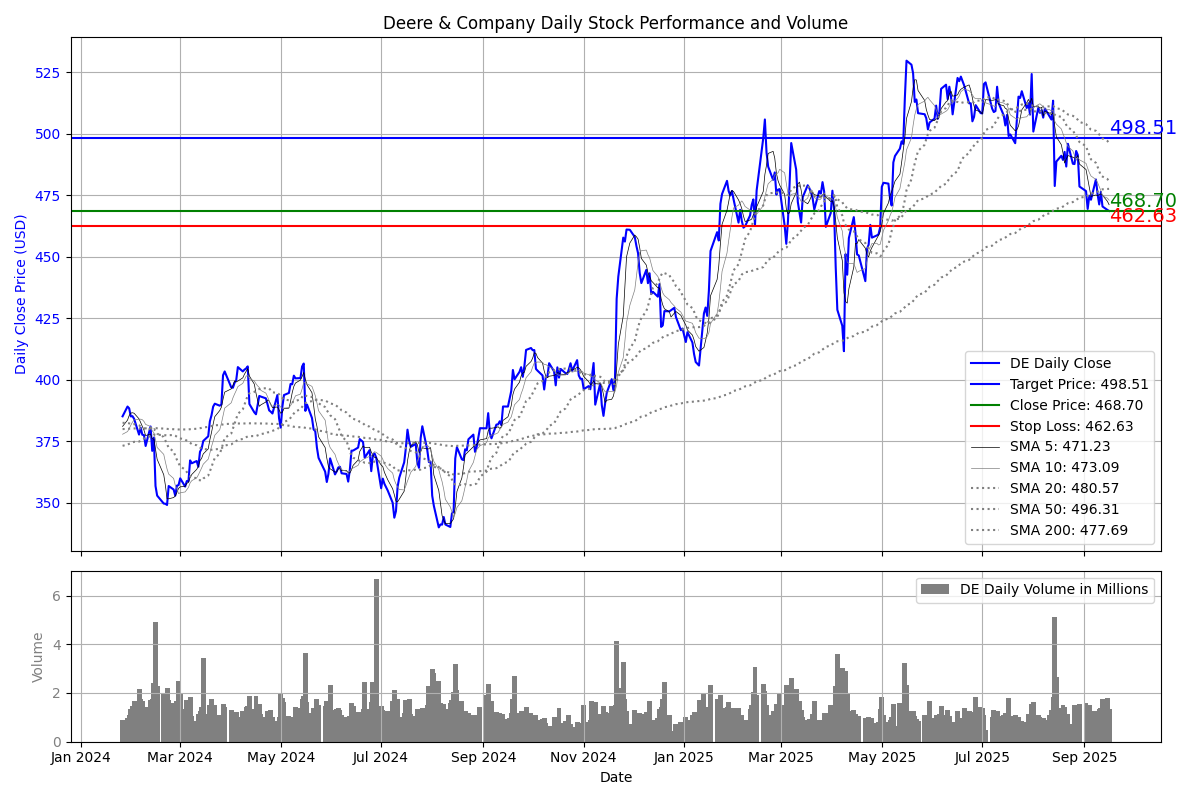 Deere & Company Daily Stock Performance and Volume
Daily Close Price (USD)
525
500
475
450
425
400
375
350
498.51
468.70
462.63
DE Daily Close
Target Price: 498.51
Close Price: 468.70
Stop Loss: 462.63
SMA 5: 471.23
SMA 10: 473.09
SMA 20: 480.57
SMA 50: 496.31
SMA 200: 477.69
Volume
6
4
2
0
DE Daily Volume in Millions
Jan 2024 Mar 2024 May 2024 Jul 2024 Sep 2024 Nov 2024 Jan 2025 Mar 2025 May 2025 Jul 2025 Sep 2025
Date